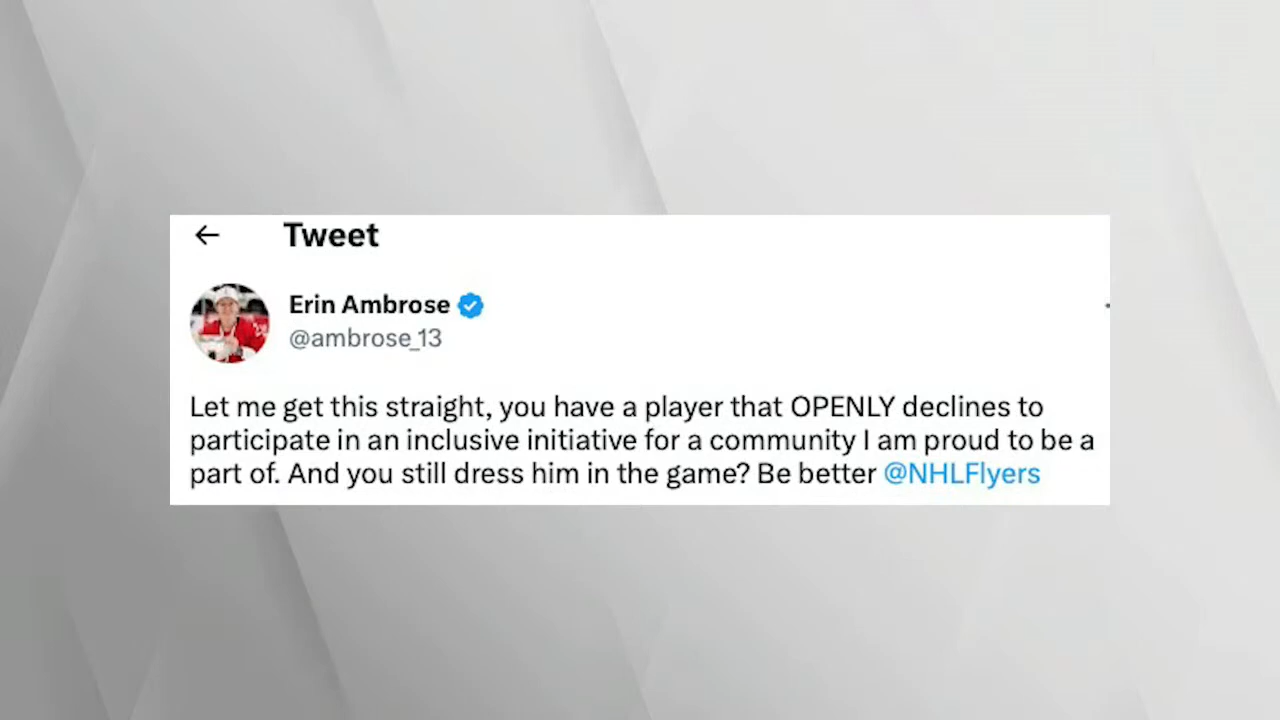 Tweet
Erin Ambrose
@ambrose_13
Let me get this straight, you have a player that OPENLY declines to
participate in an inclusive initiative for a community I am proud to be a
part of. And you still dress him in the game? Be better @NHLFlyers